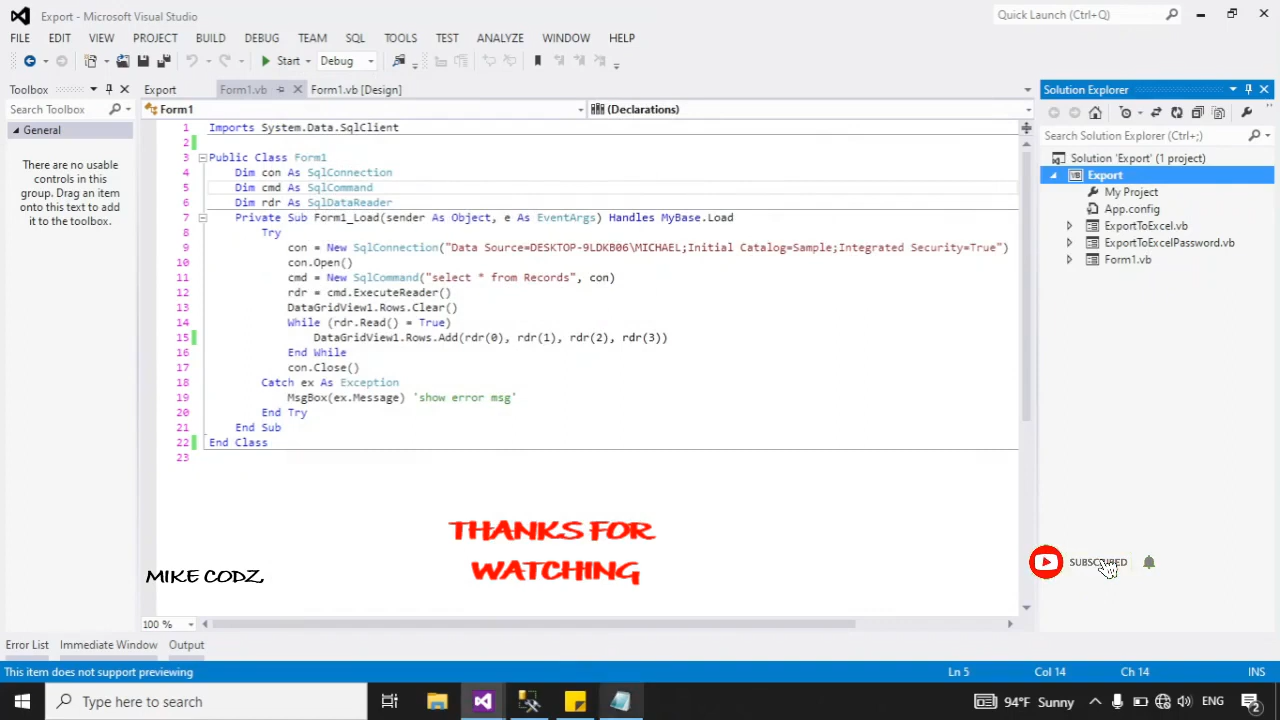 Export - Microsoft Visual Studio
Quick Launch (Ctrl+Q)
FILE EDIT VIEW PROJECT BUILD DEBUG TEAM SQL TOOLS TEST ANALYZE WINDOW HELP
Start Debug
Toolbox
Search Toolbox
General
There are no usable
controls in this
group. Drag an item
onto this text to add
it to the toolbox.
Export Form1.vb Form1.vb [Design]
Form1 (Declarations)
1 Imports System.Data.SqlClient
2
3 Public Class Form1
4 Dim con As SqlConnection
5 Dim cmd As SqlCommand
6 Dim rdr As SqlDataReader
7 Private Sub Form1_Load(sender As Object, e As EventArgs) Handles MyBase.Load
8 Try
9 con = New SqlConnection("Data Source=DESKTOP-9LDKB06\MICHAEL;Initial Catalog=Sample;Integrated Security=True")
10 con.Open()
11 cmd = New SqlCommand("select * from Records", con)
12 rdr = cmd.ExecuteReader()
13 DataGridView1.Rows.Clear()
14 While (rdr.Read() = True)
15 DataGridView1.Rows.Add(rdr(0), rdr(1), rdr(2), rdr(3))
16 End While
17 con.Close()
18 Catch ex As Exception
19 MsgBox(ex.Message) 'show error msg'
20 End Try
21 End Sub
22 End Class
23
THANKS FOR
WATCHING
MIKE CODZ,
100 %
Solution Explorer
Search Solution Explorer (Ctrl+;)
Solution 'Export' (1 project)
VB Export
My Project
App.config
ExportToExcel.vb
ExportToExcelPassword.vb
Form1.vb
SUBSCRIBED
Error List Immediate Window Output
This item does not support previewing Ln 5 Col 14 Ch 14 INS
Type here to search 94°F Sunny ENG 2